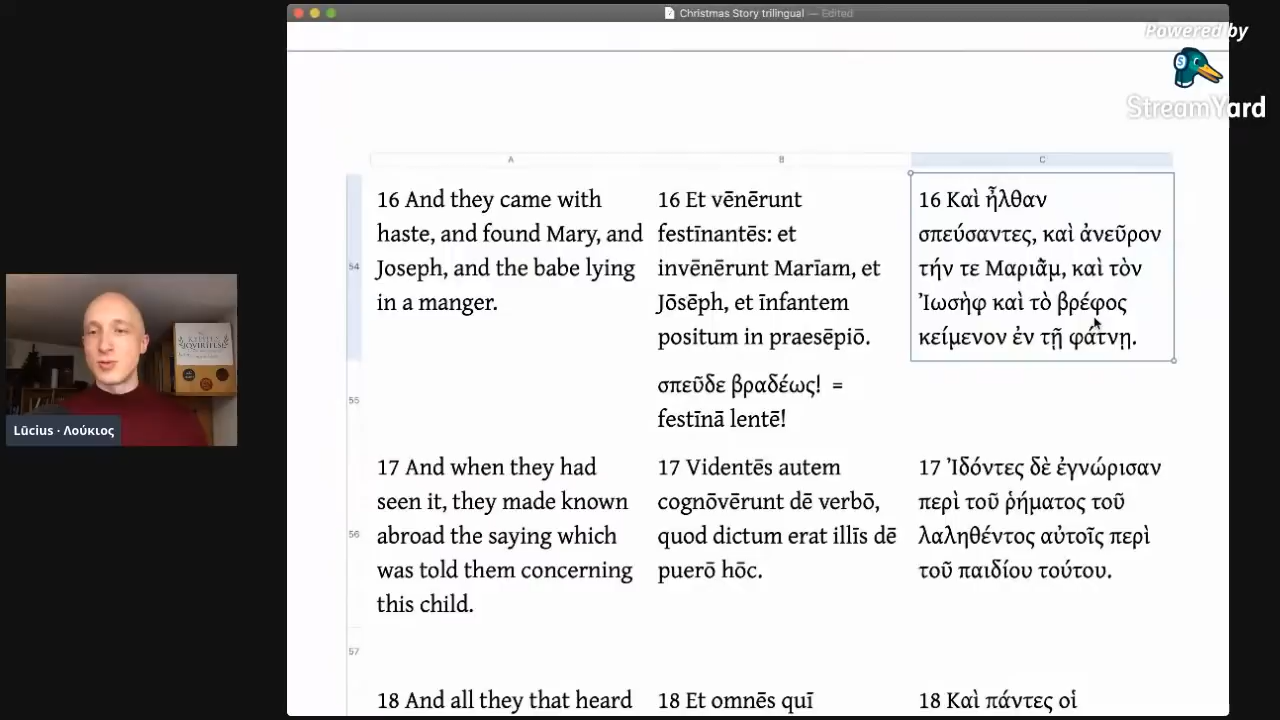 Christmas Story trilingual — Edited
Powered by
StreamYard
A
B
C
54
16 And they came with
haste, and found Mary, and
Joseph, and the babe lying
in a manger.
16 Et vēnērunt
festīnantēs: et
invēnērunt Marīam, et
Jōsēph, et īnfantem
positum in praesēpiō.
16 Καὶ ἦλθαν
σπεύσαντες, καὶ ἀνεῦρον
τήν τε Μαριᾶμ, καὶ τὸν
Ἰωσὴφ καὶ τὸ βρέφος
κείμενον ἐν τῇ φάτνῃ.
55
σπεῦδε βραδέως! =
festīnā lentē!
56
17 And when they had
seen it, they made known
abroad the saying which
was told them concerning
this child.
17 Videntēs autem
cognōvērunt dē verbō,
quod dictum erat illīs dē
puerō hōc.
17 Ἰδόντες δὲ ἐγνώρισαν
περὶ τοῦ ῥήματος τοῦ
λαληθέντος αὐτοῖς περὶ
τοῦ παιδίου τούτου.
57
18 And all they that heard
18 Et omnēs quī
18 Καὶ πάντες οἱ
Lūcius · Λούκιος